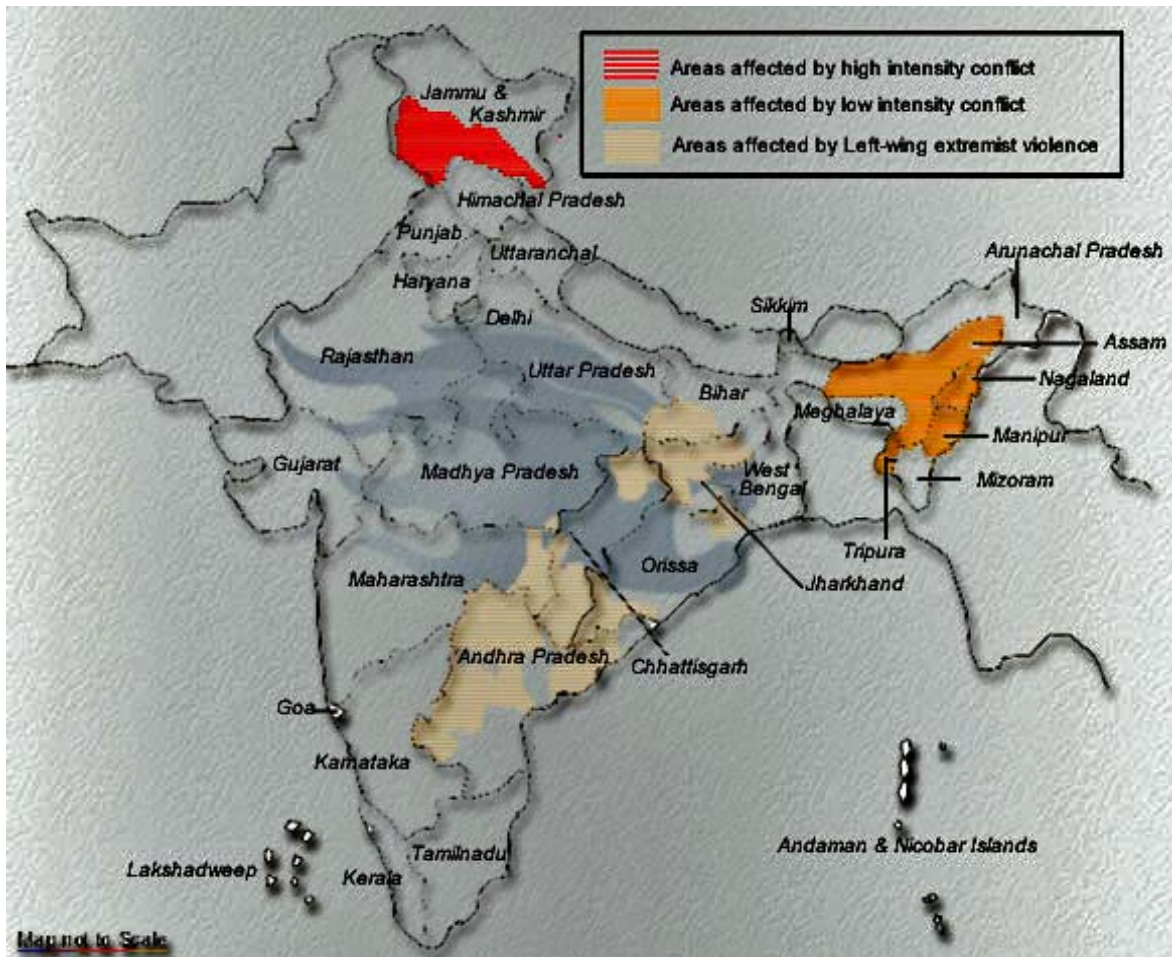 Areas affected by high intensity conflict
Areas affected by low intensity conflict
Areas affected by Left-wing extremist violence
Jammu &
Kashmir
Himachal Pradesh
Punjab
Uttaranchal
Haryana
Delhi
Arunachal Pradesh
Sikkim
Assam
Rajasthan
Uttar Pradesh
Bihar
Nagaland
Meghalaya
Manipur
Gujarat
Madhya Pradesh
West
Bengal
Mizoram
Tripura
Maharashtra
Orissa
Jharkhand
Andhra Pradesh
Chhattisgarh
Goa
Karnataka
Tamilnadu
Andaman & Nicobar Islands
Lakshadweep
Kerala
Map not to Scale